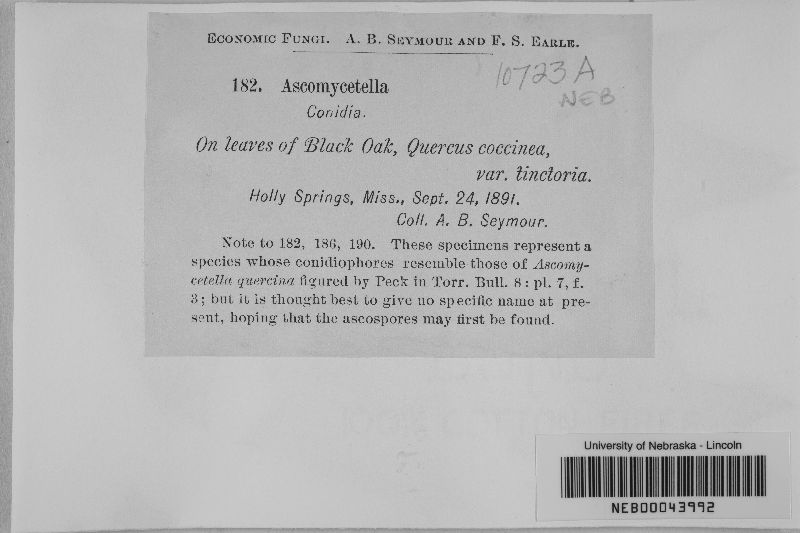 ECONOMIC FUNGI. A. B. SEYMOUR AND F. S. EARLE.
10723 A
NEB
182. Ascomycetella
Conidia.
On leaves of Black Oak, Quercus coccinea,
var. tinctoria.
Holly Springs, Miss., Sept. 24, 1891.
Coll. A. B. Seymour.
Note to 182, 186, 190. These specimens represent a
species whose conidiophores resemble those of Ascomy-
cetella quercina figured by Peck in Torr. Bull. 8: pl. 7, f.
3; but it is thought best to give no specific name at pre-
sent, hoping that the ascospores may first be found.
University of Nebraska - Lincoln
NEB00043992